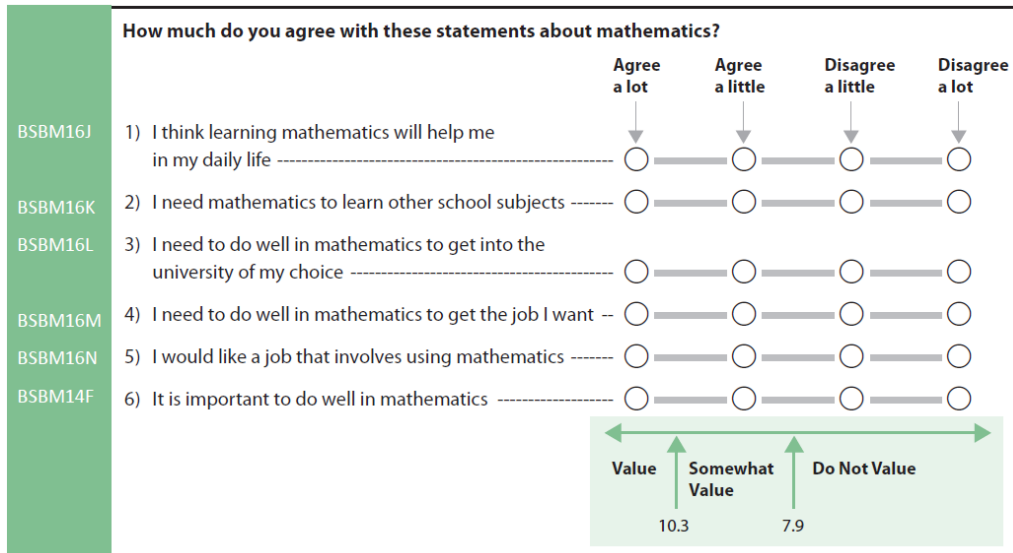 How much do you agree with these statements about mathematics?
Agree a lot
Agree a little
Disagree a little
Disagree a lot
BSBM16J 1) I think learning mathematics will help me
in my daily life
BSBM16K 2) I need mathematics to learn other school subjects
BSBM16L 3) I need to do well in mathematics to get into the
university of my choice
BSBM16M 4) I need to do well in mathematics to get the job I want
BSBM16N 5) I would like a job that involves using mathematics
BSBM14F 6) It is important to do well in mathematics
Value
Somewhat
Value
Do Not Value
10.3
7.9